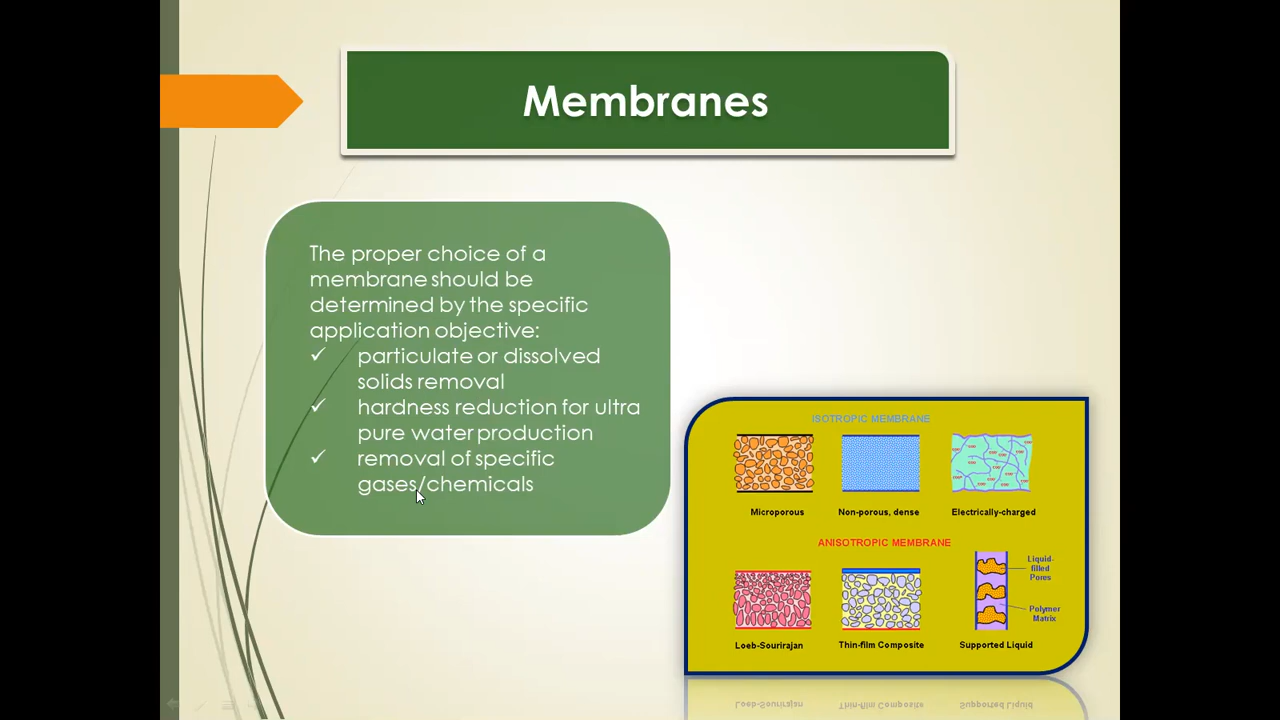 Membranes
The proper choice of a
membrane should be
determined by the specific
application objective:
✓ particulate or dissolved
solids removal
✓ hardness reduction for ultra
pure water production
✓ removal of specific
gases/chemicals
ISOTROPIC MEMBRANE
Microporous
Non-porous, dense
Electrically-charged
ANISOTROPIC MEMBRANE
Liquid-
filled
Pores
Polymer
Matrix
Loeb-Sourirajan
Thin-film Composite
Supported Liquid